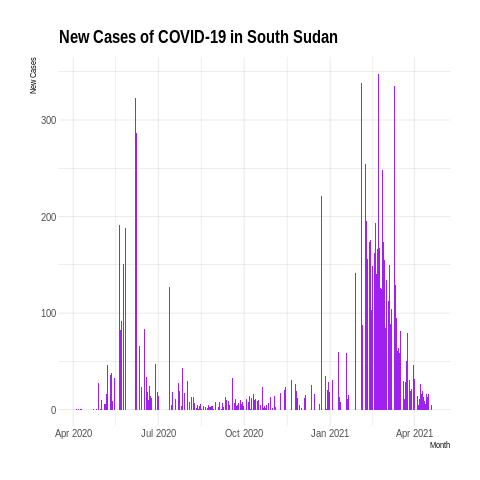 New Cases of COVID-19 in South Sudan
New Cases
300
200
100
0
Apr 2020 Jul 2020 Oct 2020 Jan 2021 Apr 2021
Month